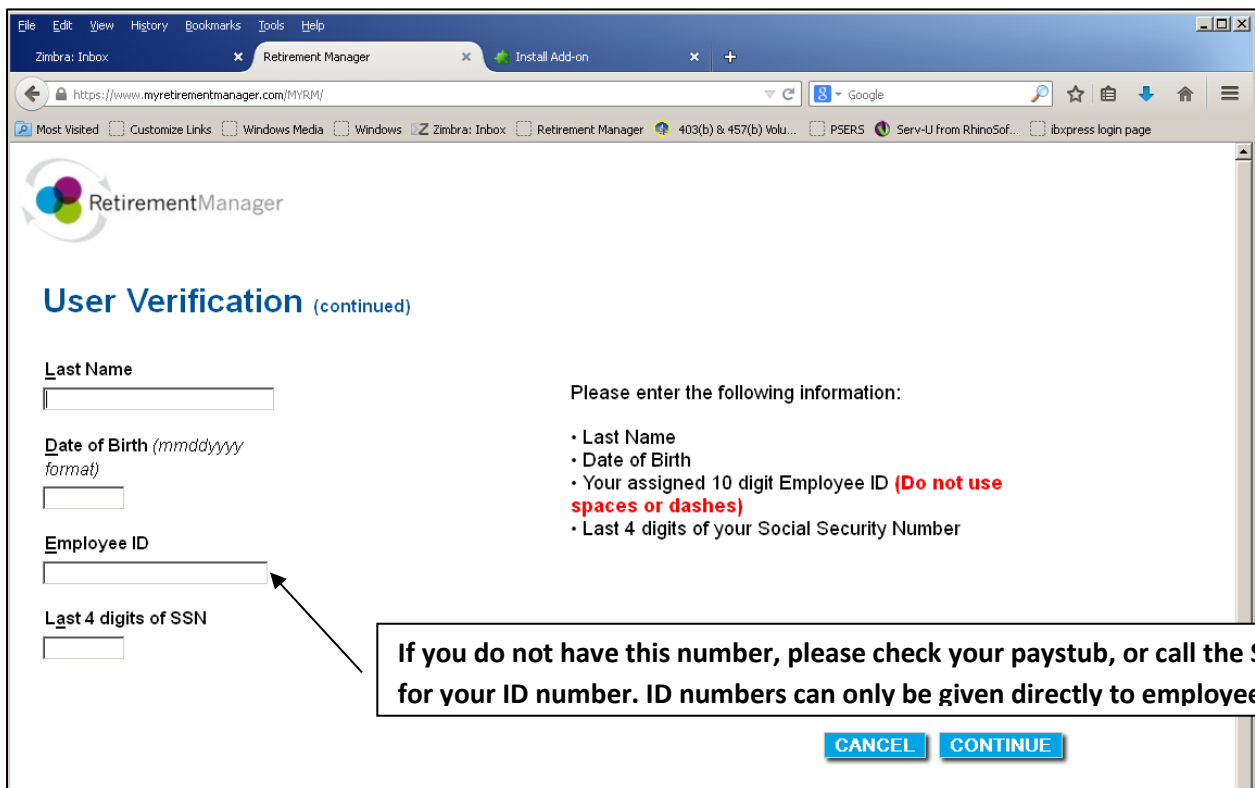 File Edit View History Bookmarks Tools Help
Zimbra: Inbox Retirement Manager Install Add-on
https://www.myretirementmanager.com/MYRM/ Google
Most Visited Customize Links Windows Media Windows Zimbra: Inbox Retirement Manager 403(b) & 457(b) Volu... PSERS Serv-U from RhinoSof... ibxpress login page
RetirementManager
User Verification (continued)
Last Name
Date of Birth (mmddyyyy
format)
Employee ID
Last 4 digits of SSN
Please enter the following information:
• Last Name
• Date of Birth
• Your assigned 10 digit Employee ID (Do not use
spaces or dashes)
• Last 4 digits of your Social Security Number
If you do not have this number, please check your paystub, or call the
for your ID number. ID numbers can only be given directly to employee
CANCEL CONTINUE